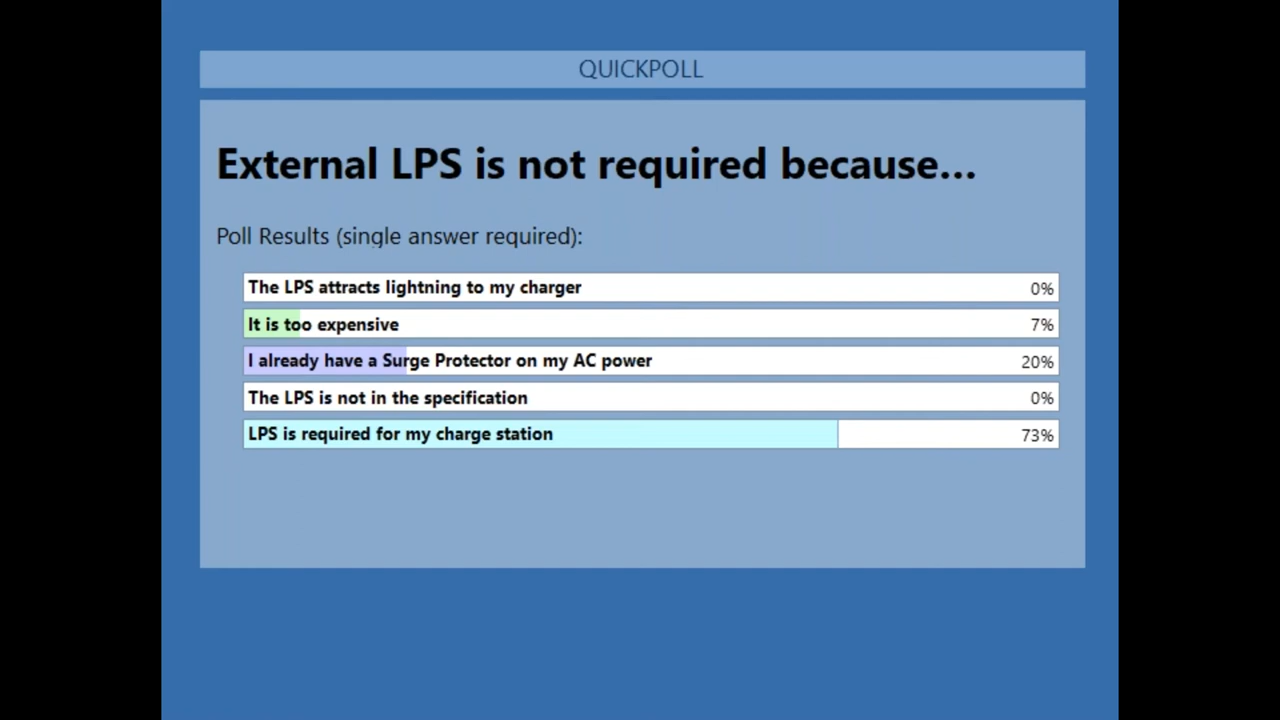 QUICKPOLL
External LPS is not required because...
Poll Results (single answer required):
The LPS attracts lightning to my charger 0%
It is too expensive 7%
I already have a Surge Protector on my AC power 20%
The LPS is not in the specification 0%
LPS is required for my charge station 73%